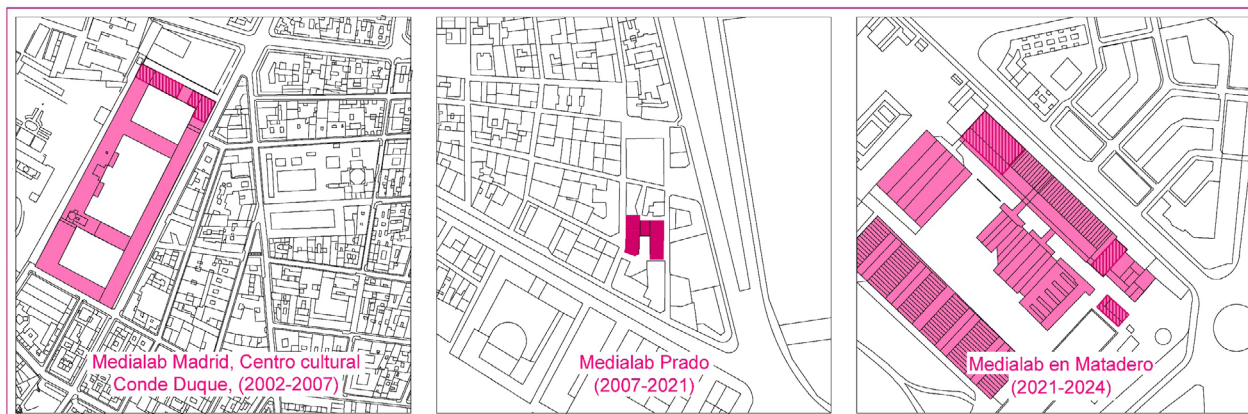 Medialab Madrid, Centro cultural
Conde Duque, (2002-2007)
Medialab Prado
(2007-2021)
Medialab en Matadero
(2021-2024)